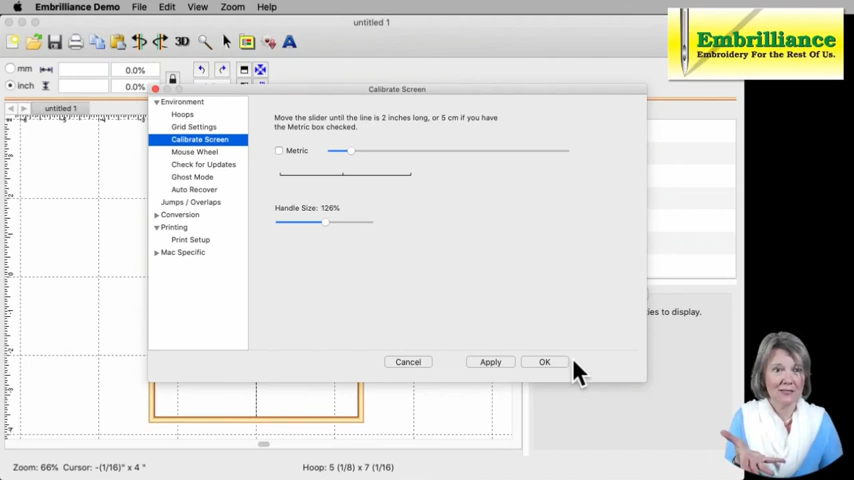 Embrilliance Demo File Edit View Zoom Help
untitled 1
Embrilliance
Embroidery For the Rest of Us.
3D
mm 0.0%
inch 0.0%
untitled 1
Calibrate Screen
Environment
Hoops
Grid Settings
Calibrate Screen
Mouse Wheel
Check for Updates
Ghost Mode
Auto Recover
Jumps / Overlaps
Conversion
Printing
Print Setup
Mac Specific
Move the slider until the line is 2 inches long, or 5 cm if you have
the Metric box checked.
Metric
Handle Size: 126%
Cancel Apply OK
ies to display.
Zoom: 66% Cursor: -(1/16)" x 4 " Hoop: 5 (1/8) x 7 (1/16)